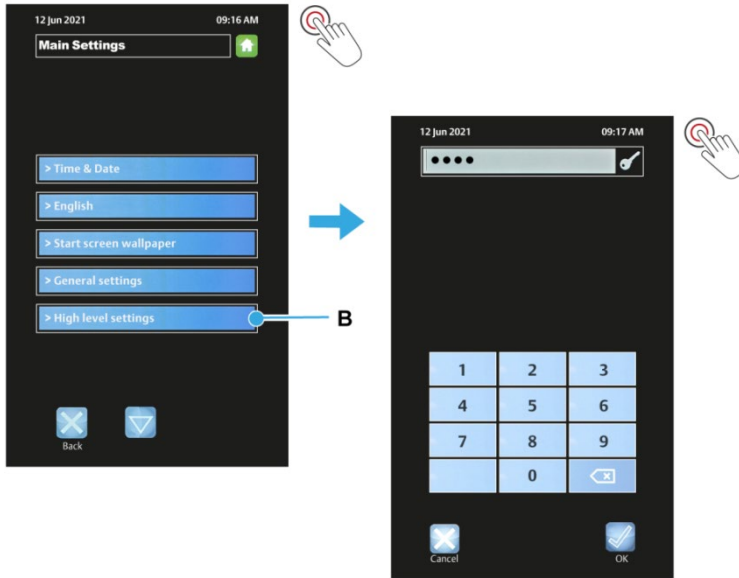 12 Jun 2021 09:16 AM
Main Settings
> Time & Date
> English
> Start screen wallpaper
> General settings
> High level settings
B
Back
12 Jun 2021 09:17 AM
••••
1 2 3
4 5 6
7 8 9
0
Cancel OK